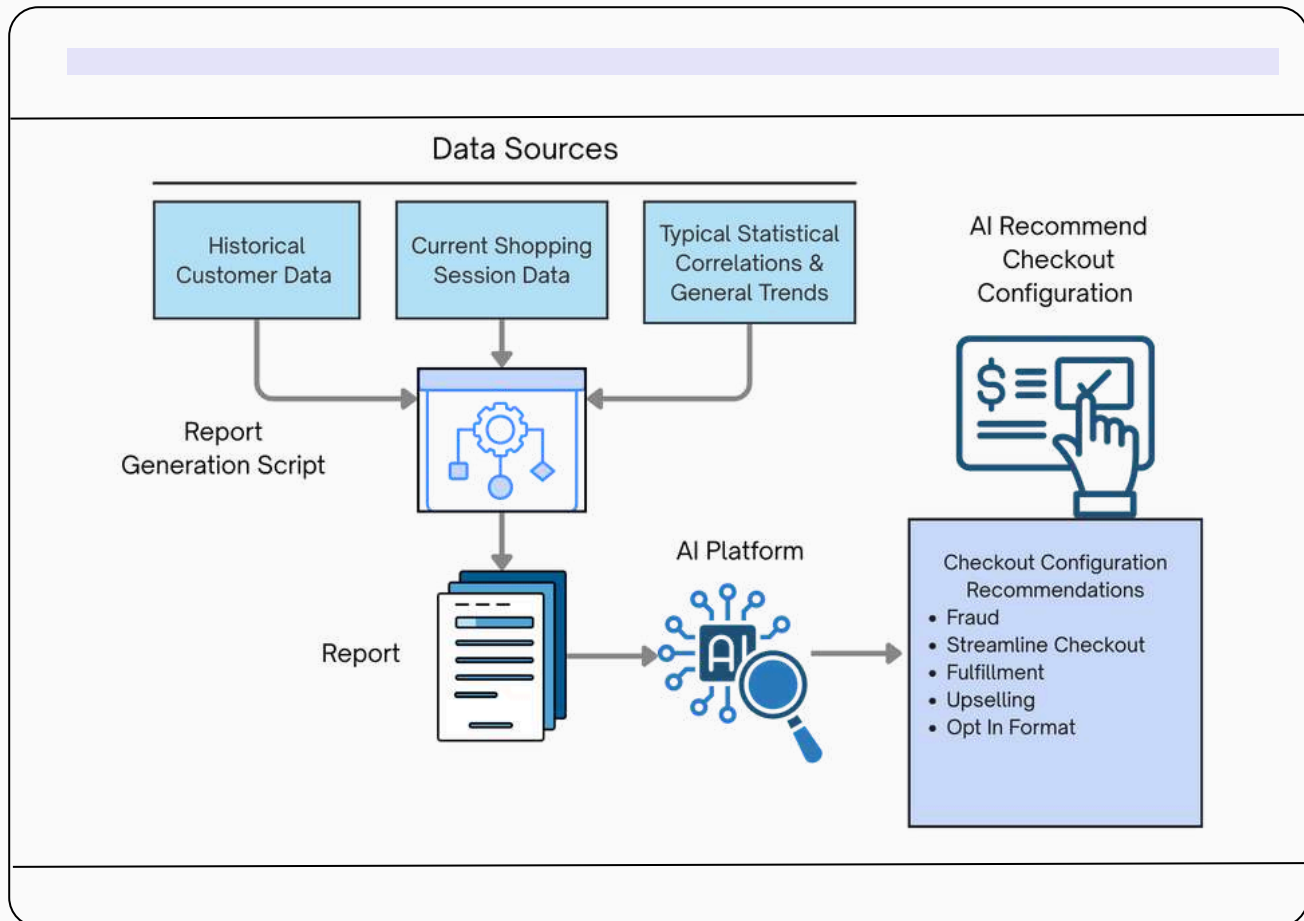 Data Sources
Historical
Customer Data
Current Shopping
Session Data
Typical Statistical
Correlations &
General Trends
AI Recommend
Checkout
Configuration
$
Report
Generation Script
AI Platform
Report
AI
Checkout Configuration
Recommendations
• Fraud
• Streamline Checkout
• Fulfillment
• Upselling
• Opt In Format